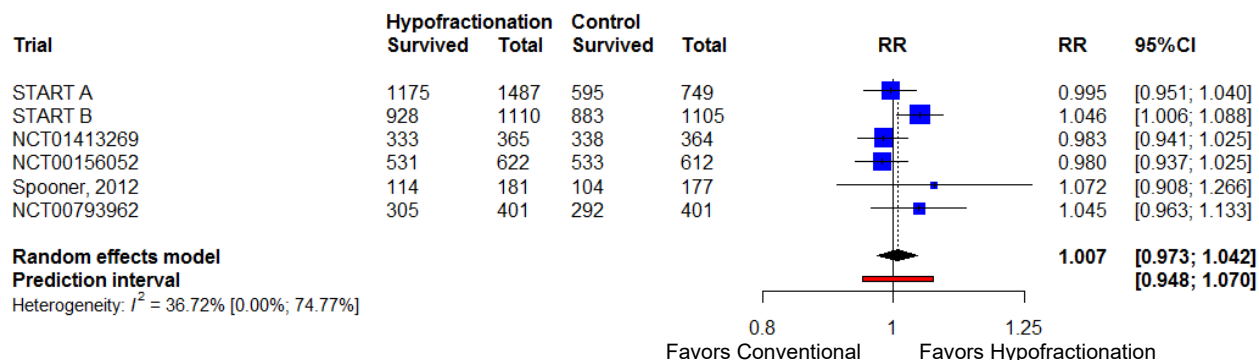 Hypofractionation Control
Trial Survived Total Survived Total RR RR 95%CI
START A 1175 1487 595 749 0.995 [0.951; 1.040]
START B 928 1110 883 1105 1.046 [1.006; 1.088]
NCT01413269 333 365 338 364 0.983 [0.941; 1.025]
NCT00156052 531 622 533 612 0.980 [0.937; 1.025]
Spooner, 2012 114 181 104 177 1.072 [0.908; 1.266]
NCT00793962 305 401 292 401 1.045 [0.963; 1.133]
Random effects model 1.007 [0.973; 1.042]
Prediction interval [0.948; 1.070]
Heterogeneity: I² = 36.72% [0.00%; 74.77%]
0.8 1 1.25
Favors Conventional Favors Hypofractionation